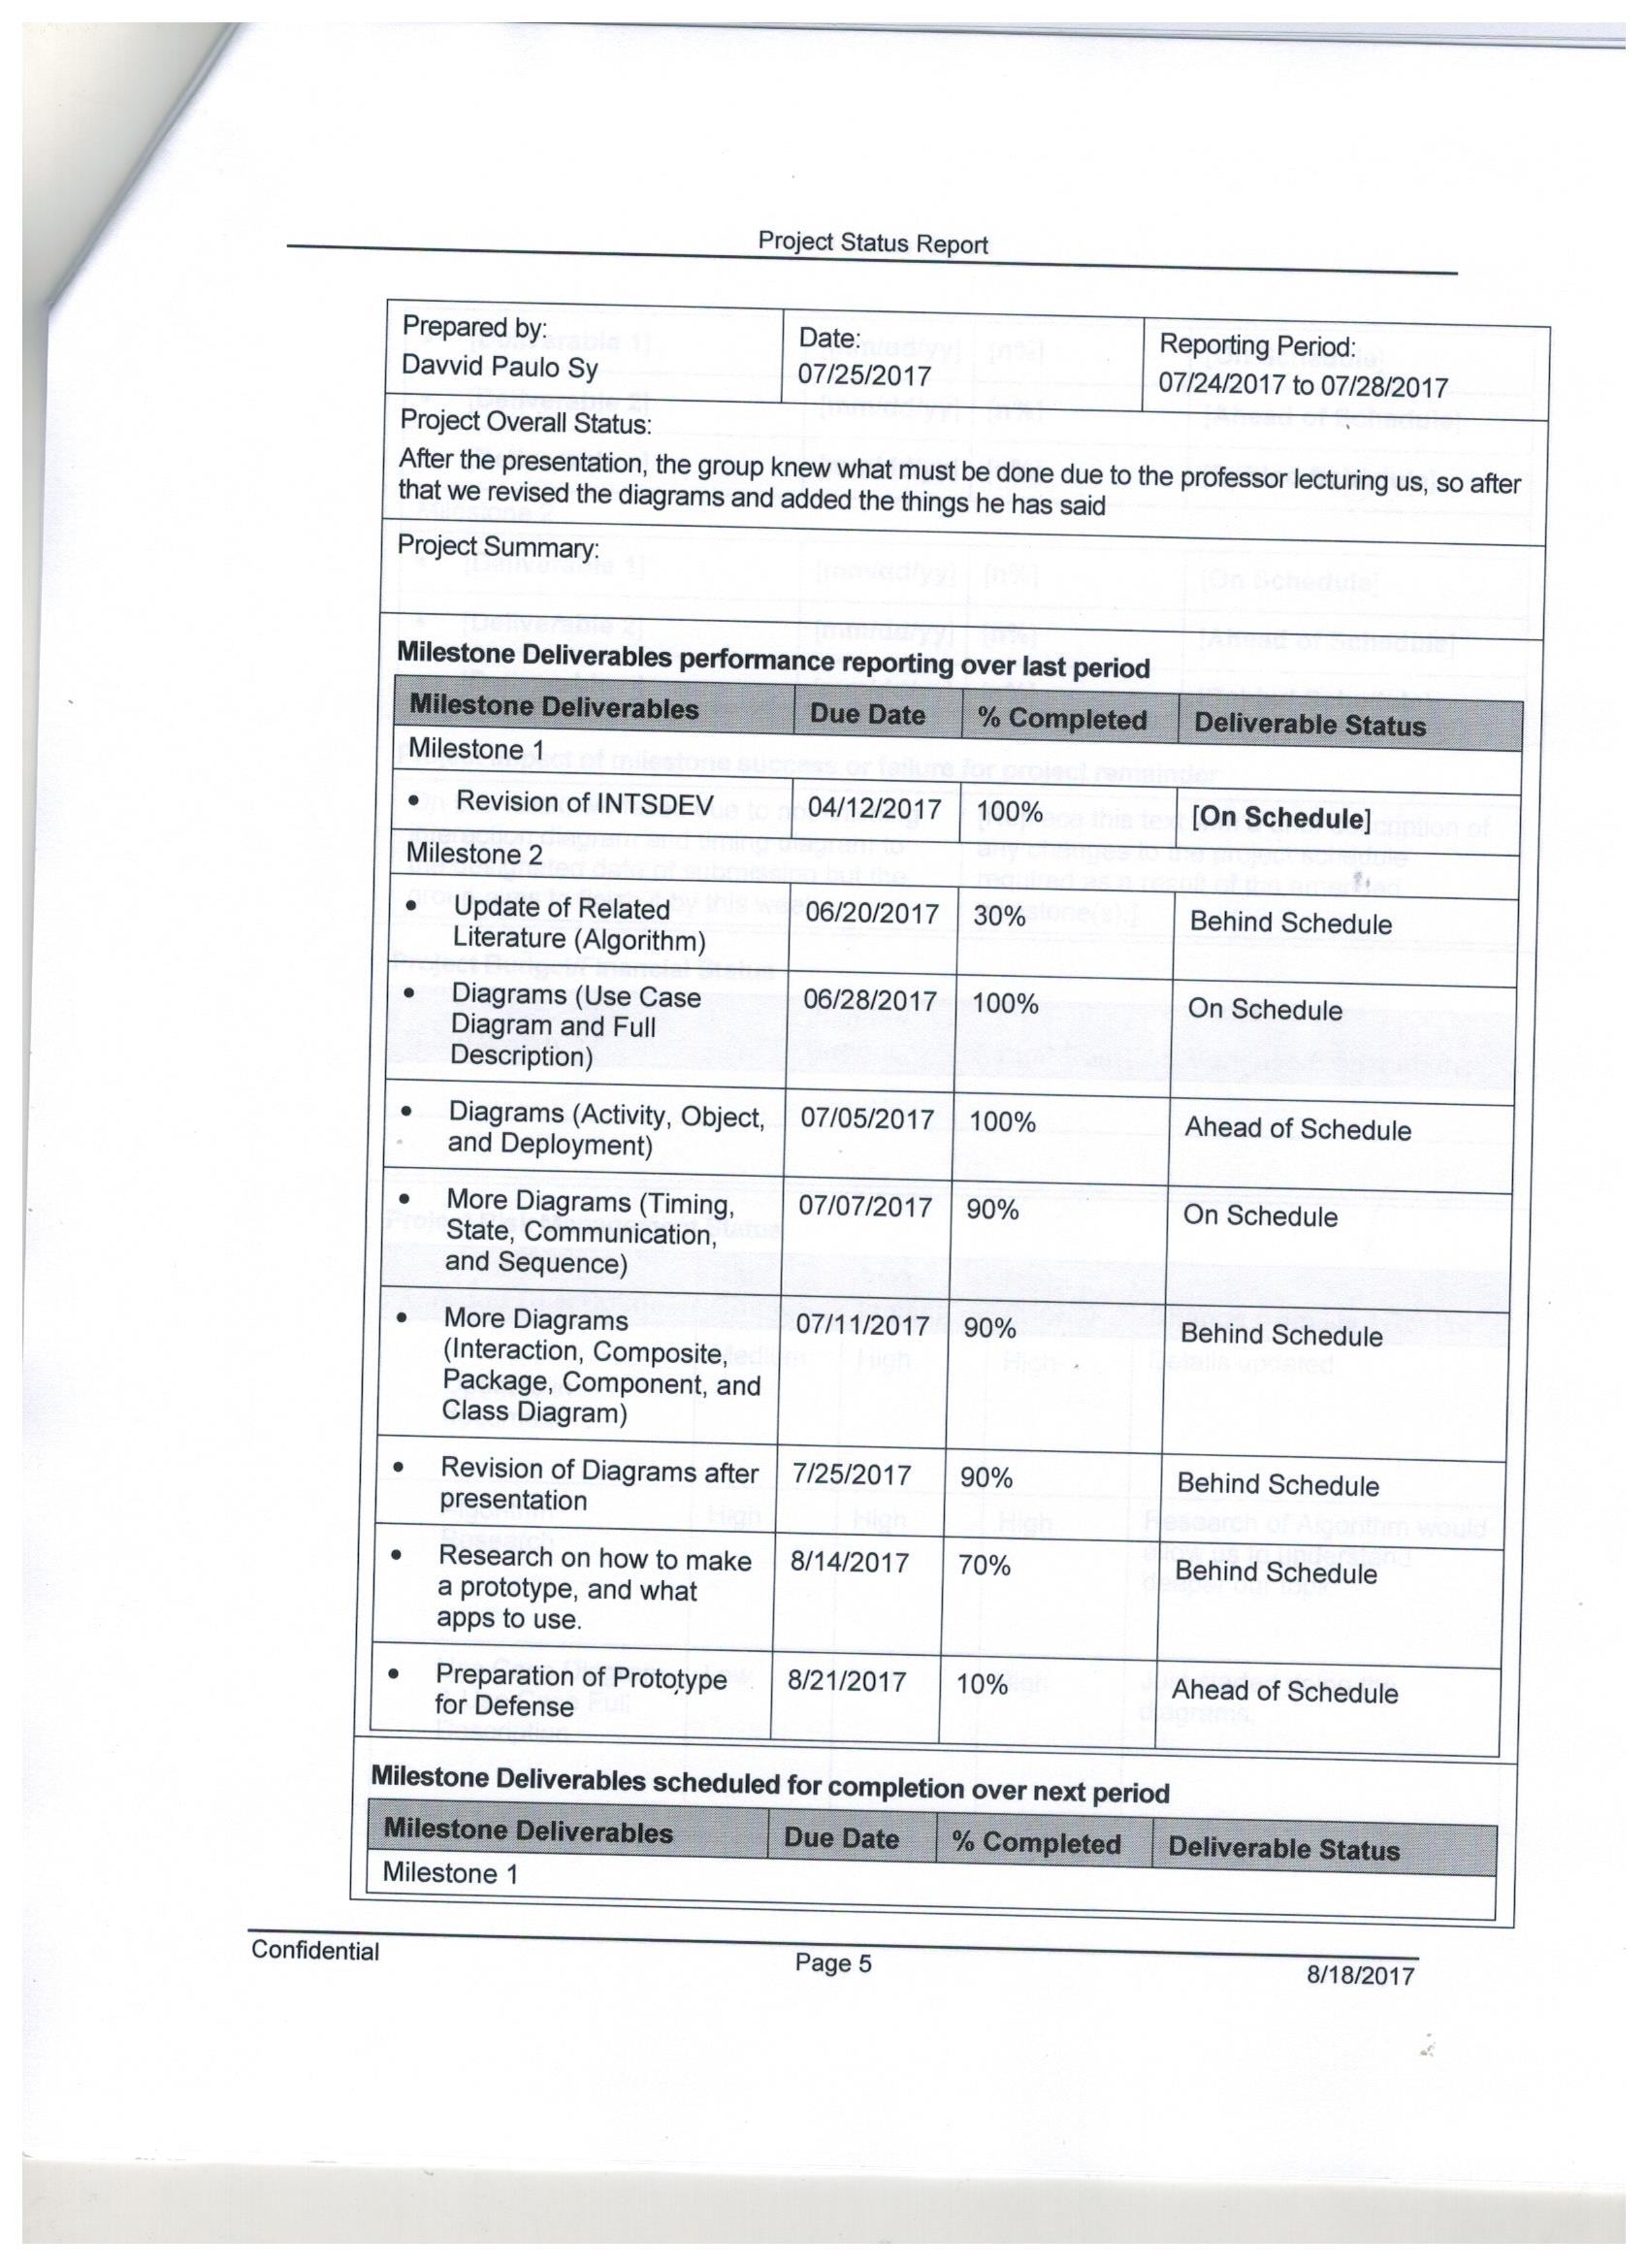 Project Status Report
Prepared by:
Davvid Paulo Sy
Date:
07/25/2017
Reporting Period:
07/24/2017 to 07/28/2017
Project Overall Status:
After the presentation, the group knew what must be done due to the professor lecturing us, so after
that we revised the diagrams and added the things he has said
Project Summary:
Milestone Deliverables performance reporting over last period
Milestone Deliverables Due Date % Completed Deliverable Status
Milestone 1
• Revision of INTSDEV 04/12/2017 100% [On Schedule]
Milestone 2
• Update of Related 06/20/2017 30% Behind Schedule
Literature (Algorithm)
• Diagrams (Use Case 06/28/2017 100% On Schedule
Diagram and Full
Description)
• Diagrams (Activity, Object, 07/05/2017 100% Ahead of Schedule
and Deployment)
• More Diagrams (Timing, 07/07/2017 90% On Schedule
State, Communication,
and Sequence)
• More Diagrams 07/11/2017 90% Behind Schedule
(Interaction, Composite,
Package, Component, and
Class Diagram)
• Revision of Diagrams after 7/25/2017 90% Behind Schedule
presentation
• Research on how to make 8/14/2017 70% Behind Schedule
a prototype, and what
apps to use.
• Preparation of Prototype 8/21/2017 10% Ahead of Schedule
for Defense
Milestone Deliverables scheduled for completion over next period
Milestone Deliverables Due Date % Completed Deliverable Status
Milestone 1
Confidential Page 5 8/18/2017